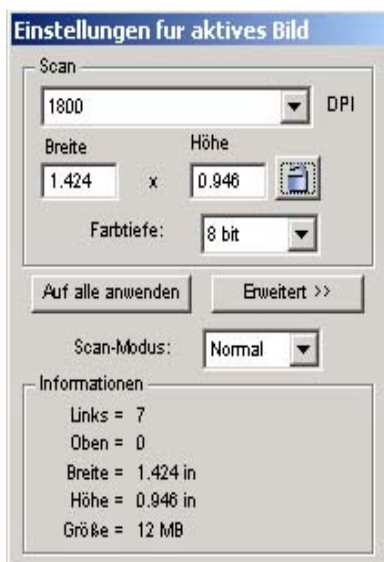 Einstellungen fur aktives Bild
Scan
1800 DPI
Breite Höhe
1.424 x 0.946
Farbtiefe: 8 bit
Auf alle anwenden Erweitert >>
Scan-Modus: Normal
Informationen
Links = 7
Oben = 0
Breite = 1.424 in
Höhe = 0.946 in
Größe = 12 MB